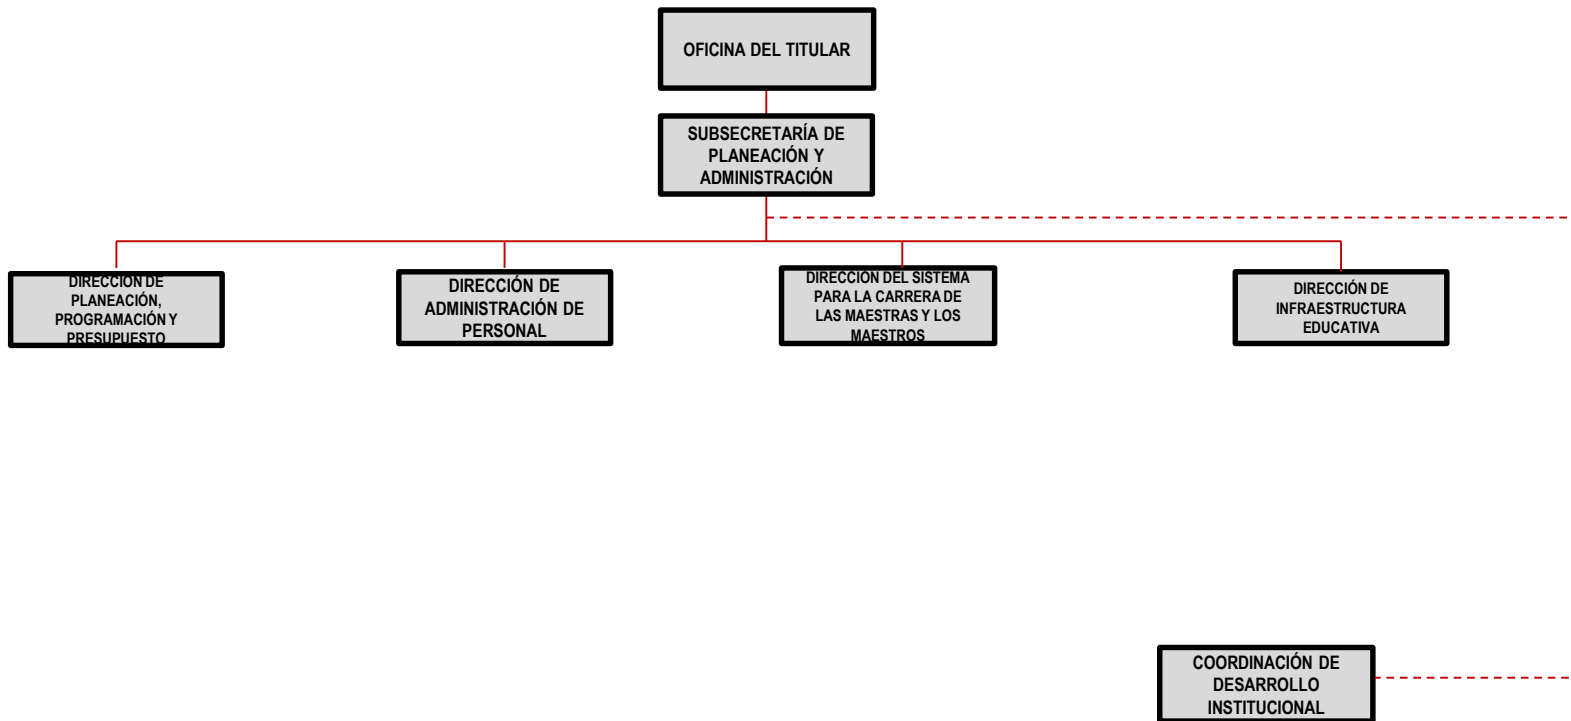 OFICINA DEL TITULAR
SUBSECRETARÍA DE
PLANEACIÓN Y
ADMINISTRACIÓN
DIRECCIÓN DE
PLANEACIÓN,
PROGRAMACIÓN Y
PRESUPUESTO
DIRECCIÓN DE
ADMINISTRACIÓN DE
PERSONAL
DIRECCIÓN DEL SISTEMA
PARA LA CARRERA DE
LAS MAESTRAS Y LOS
MAESTROS
DIRECCIÓN DE
INFRAESTRUCTURA
EDUCATIVA
COORDINACIÓN DE
DESARROLLO
INSTITUCIONAL